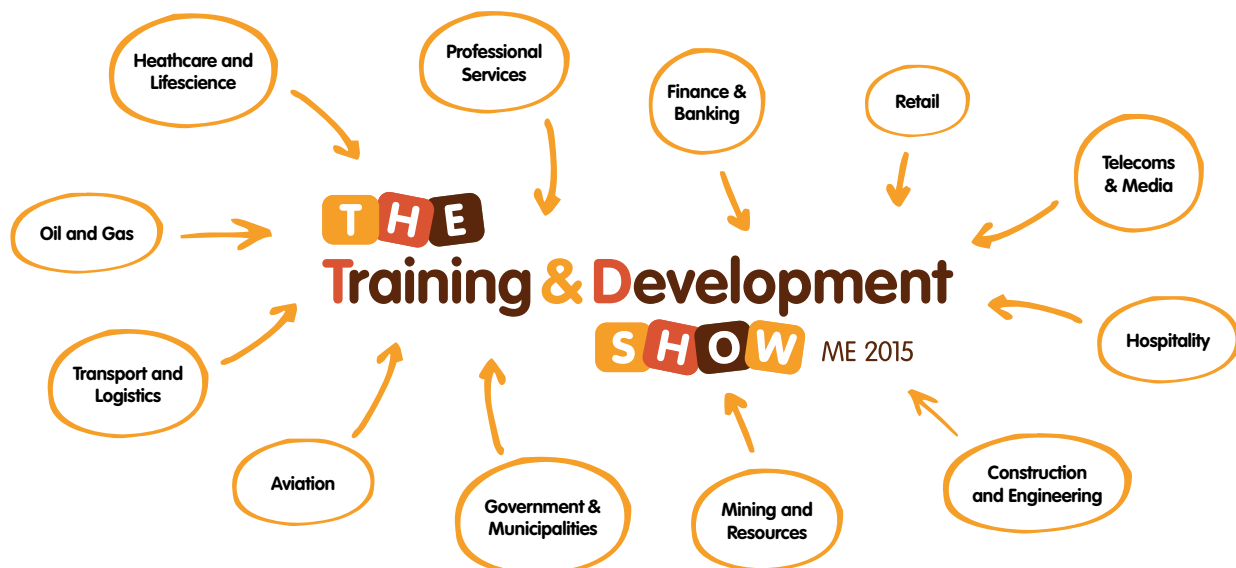 Heathcare and
Lifescience
Professional
Services
Finance &
Banking
Retail
Telecoms
& Media
Oil and Gas
THE
Training & Development
SHOW ME 2015
Hospitality
Transport and
Logistics
Aviation
Government &
Municipalities
Mining and
Resources
Construction
and Engineering